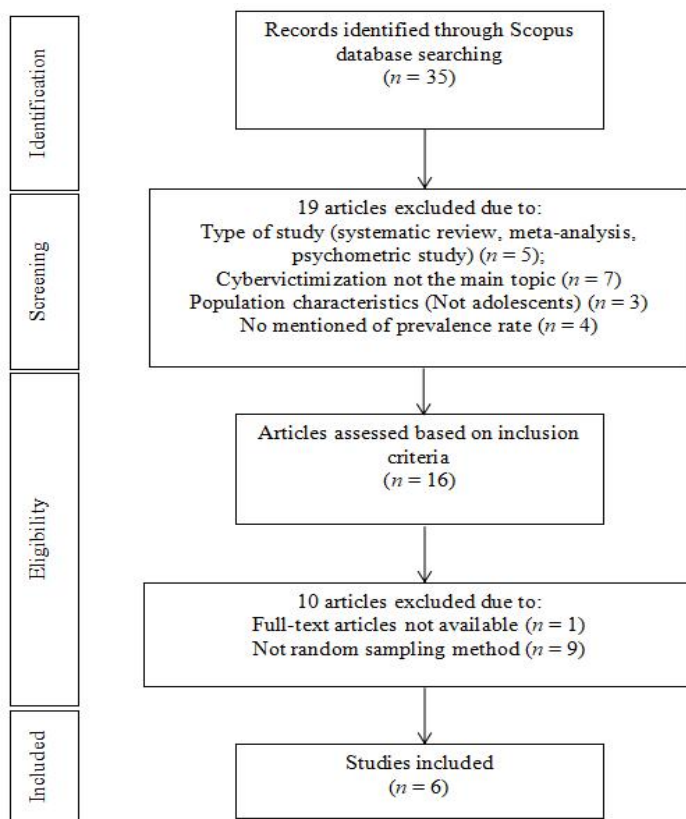 Identification
Records identified through Scopus
database searching
(n = 35)
Screening
19 articles excluded due to:
Type of study (systematic review, meta-analysis,
psychometric study) (n = 5);
Cybervictimization not the main topic (n = 7)
Population characteristics (Not adolescents) (n = 3)
No mentioned of prevalence rate (n = 4)
Eligibility
Articles assessed based on inclusion
criteria
(n = 16)
10 articles excluded due to:
Full-text articles not available (n = 1)
Not random sampling method (n = 9)
Included
Studies included
(n = 6)